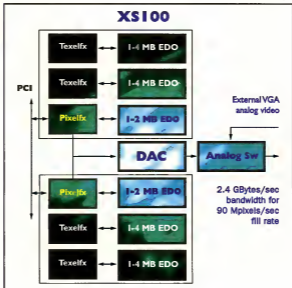 XS100
Texelfx
1-4 MB EDO
Texelfx
1-4 MB EDO
PCI
Pixelfx
1-2 MB EDO
External VGA
analog video
DAC
Analog Sw
Pixelfx
1-2 MB EDO
2.4 GBytes/sec
bandwidth for
90 Mpixels/sec
fill rate
Texelfx
1-4 MB EDO
Texelfx
1-4 MB EDO